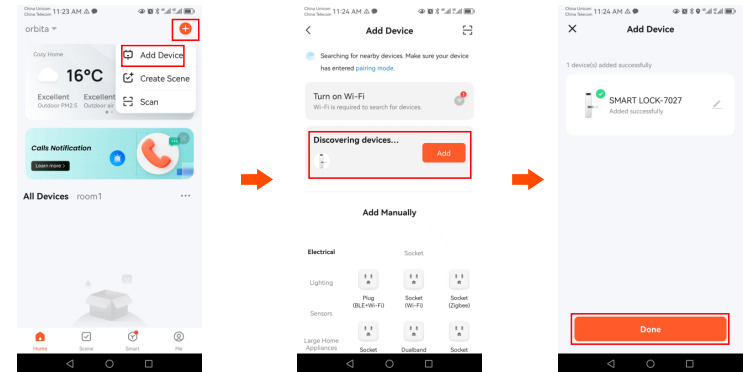 China Unicom
China Telecom 11:23 AM
orbita
Cozy Home
16°C
Excellent Excellent
Outdoor PM2.5 Outdoor air
Add Device
Create Scene
Scan
Calls Notification
Learn more >
All Devices room1
Home Scene Smart Me
China Unicom
China Telecom 11:24 AM
Add Device
Searching for nearby devices. Make sure your device
has entered pairing mode.
Turn on Wi-Fi
Wi-Fi is required to search for devices.
Discovering devices...
Add
Add Manually
Electrical
Socket
Lighting
Plug
(BLE+Wi-Fi)
Socket
(Wi-Fi)
Socket
(Zigbee)
Sensors
Large Home
Appliances
Socket
Dualband
Socket
China Unicom
China Telecom 11:24 AM
Add Device
1 device(s) added successfully
SMART LOCK-7027
Added successfully
Done